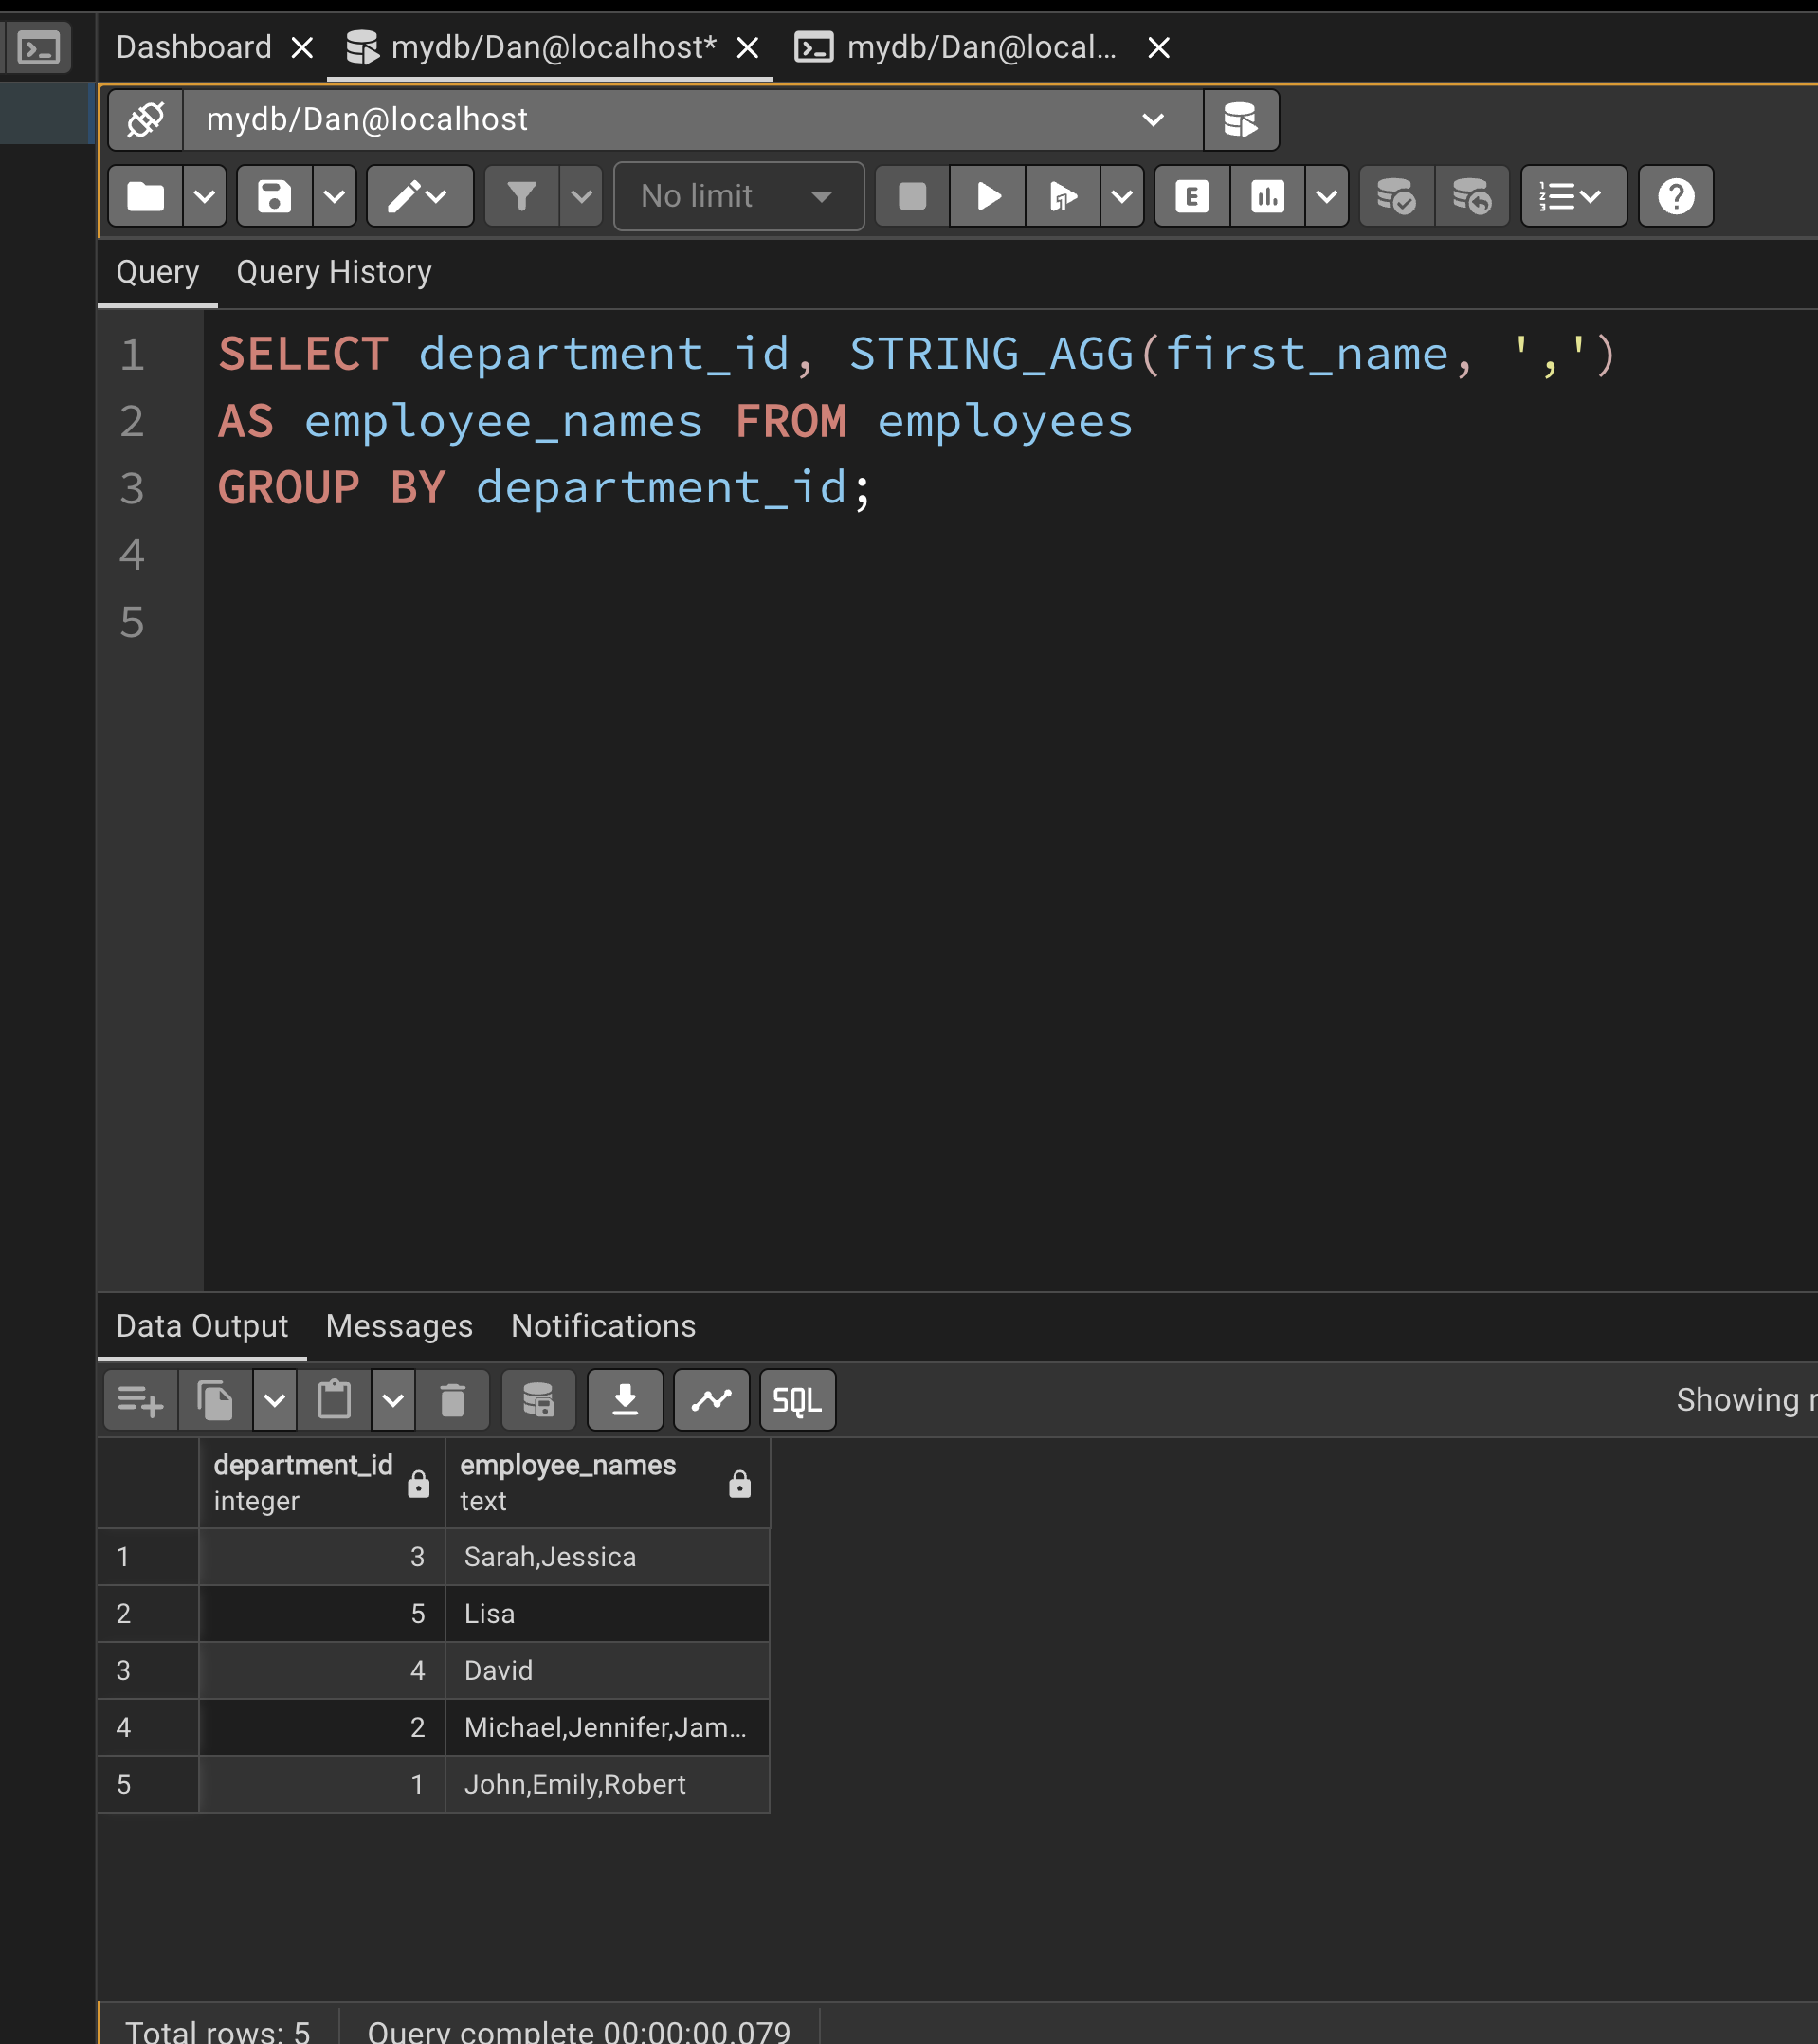 Dashboard mydb/Dan@localhost* mydb/Dan@local...
mydb/Dan@localhost
No limit E
Query Query History
1 SELECT department_id, STRING_AGG(first_name, ',')
2 AS employee_names FROM employees
3 GROUP BY department_id;
4
5
Data Output Messages Notifications
SQL Showing
department_id employee_names
integer text
1 3 Sarah,Jessica
2 5 Lisa
3 4 David
4 2 Michael,Jennifer,Jam...
5 1 John,Emily,Robert
Total rows: 5 Query complete 00:00:00.079